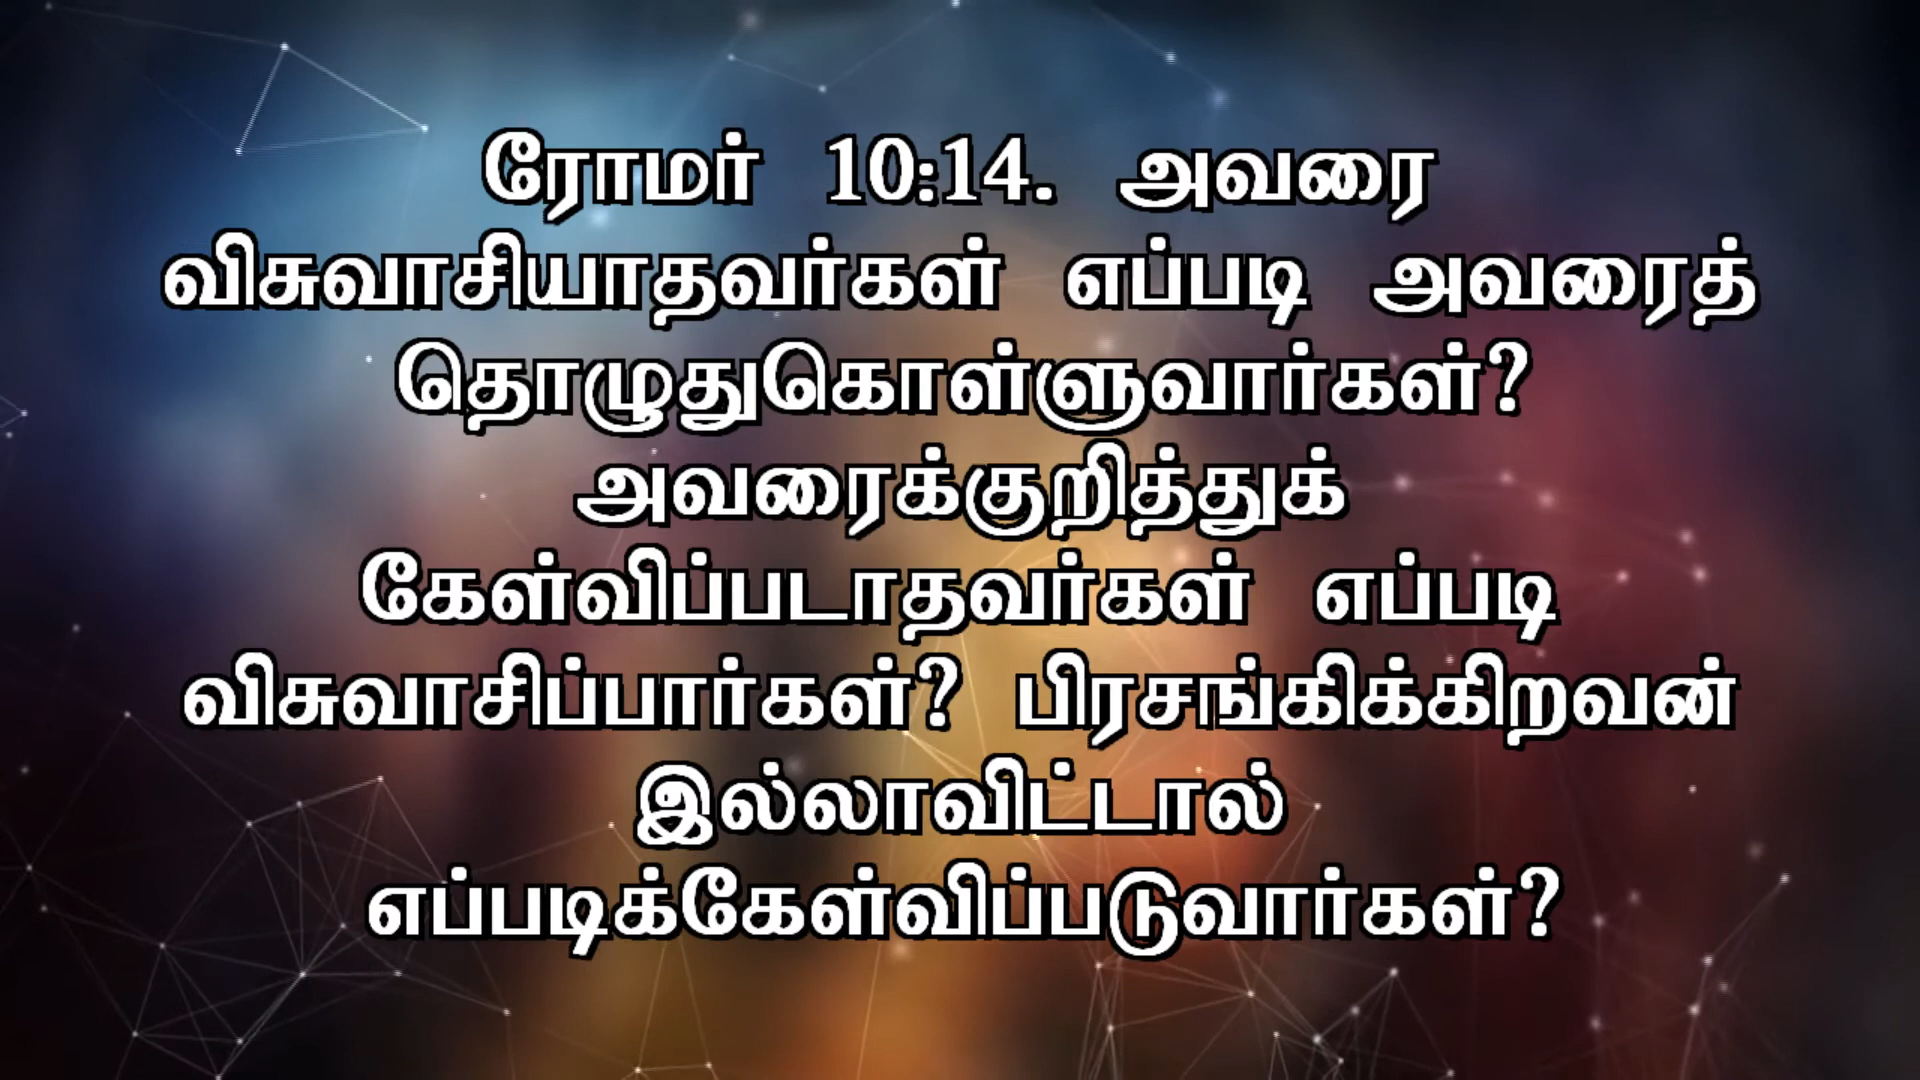 ரோமர் 10:14. அவரை
விசுவாசியாதவர்கள் எப்படி அவரைத்
தொழுதுகொள்ளுவார்கள்?
அவரைக்குறித்துக்
கேள்விப்படாதவர்கள் எப்படி
விசுவாசிப்பார்கள்? பிரசங்கிக்கிறவன்
இல்லாவிட்டால்
எப்படிக்கேள்விப்படுவார்கள்?